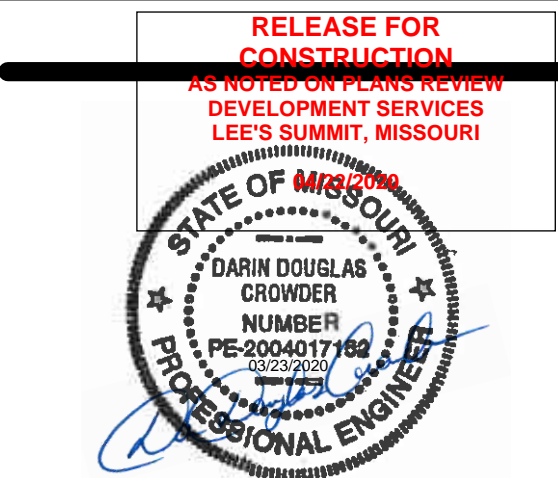 RELEASE FOR
CONSTRUCTION
AS NOTED ON PLANS REVIEW
DEVELOPMENT SERVICES
LEE'S SUMMIT, MISSOURI
04/22/2020
STATE OF MISSOURI
DARIN DOUGLAS
CROWDER
NUMBER
PE-2004017182
03/23/2020
PROFESSIONAL ENGINEER